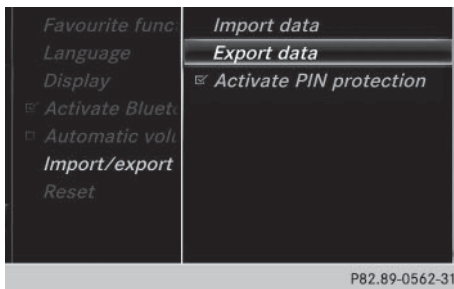 Favourite func
Language
Display
Activate Bluet
Automatic volu
Import/export
Reset
Import data
Export data
Activate PIN protection
P82.89-0562-31